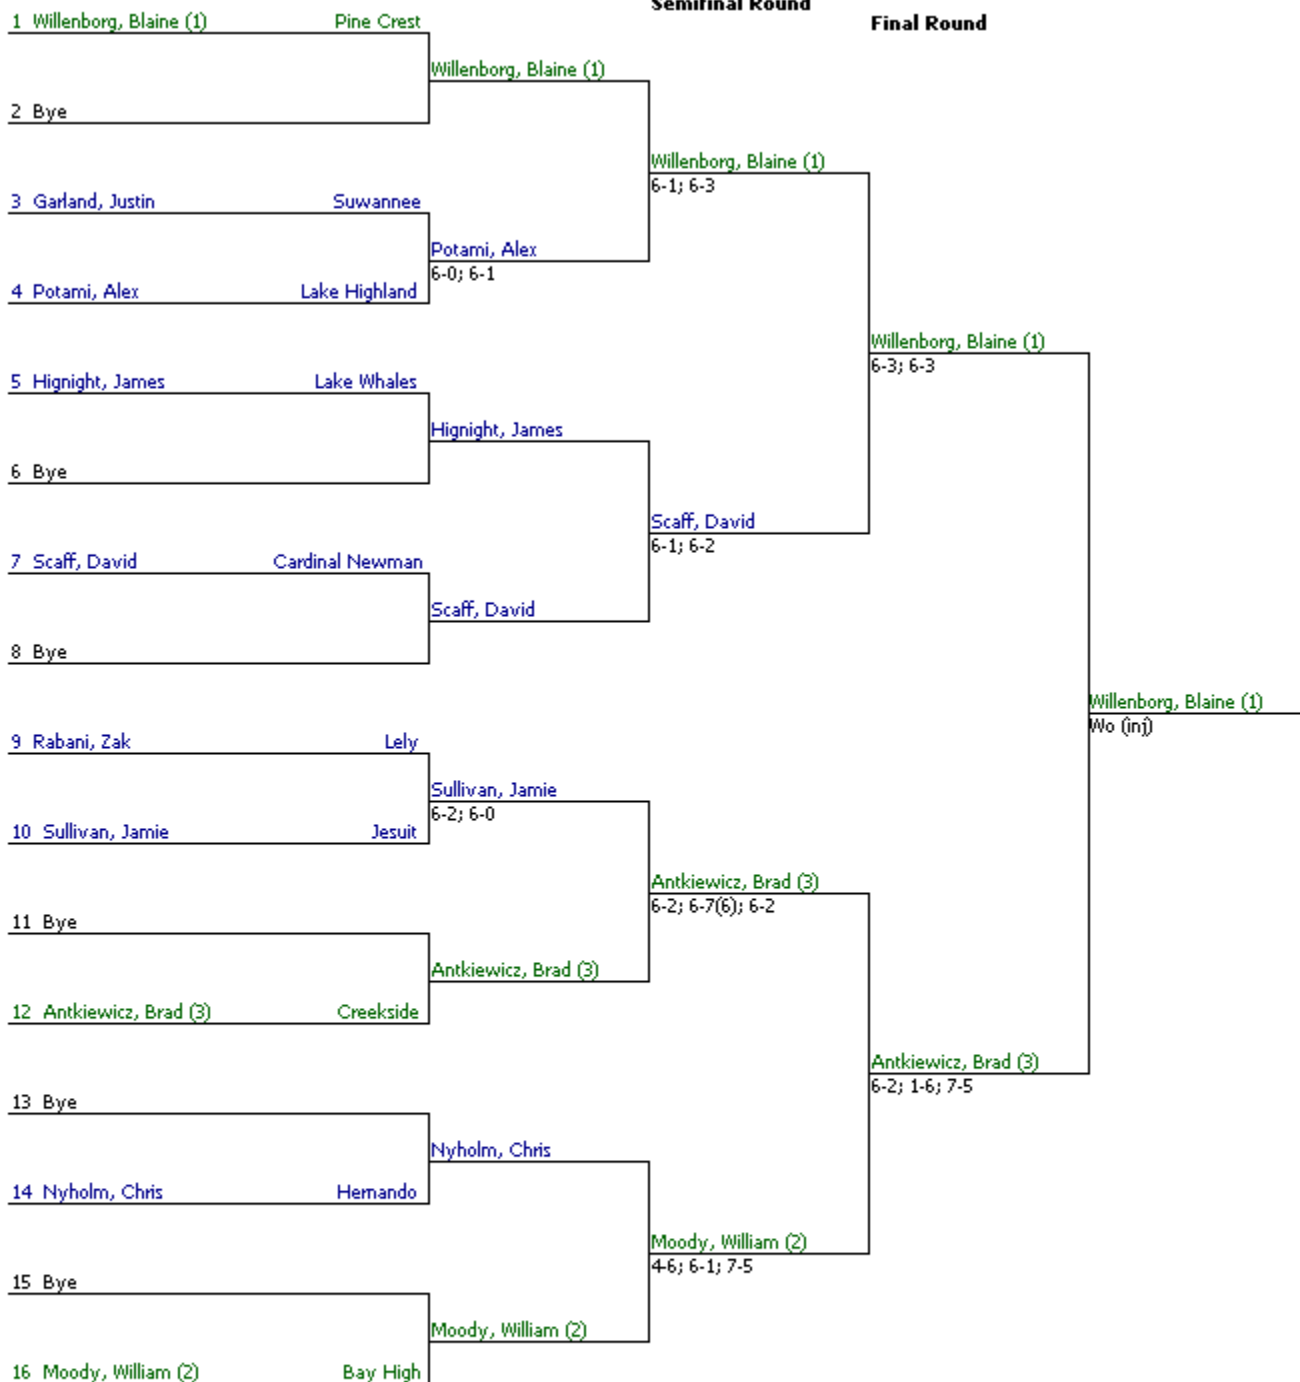 Semifinal Round
Final Round
1 Willenborg, Blaine (1) Pine Crest
Willenborg, Blaine (1)
2 Bye
Willenborg, Blaine (1)
6-1; 6-3
3 Garland, Justin Suwannee
Potami, Alex
6-0; 6-1
4 Potami, Alex Lake Highland
Willenborg, Blaine (1)
6-3; 6-3
5 Hignight, James Lake Whales
Hignight, James
6 Bye
Scaff, David
6-1; 6-2
7 Scaff, David Cardinal Newman
Scaff, David
8 Bye
Willenborg, Blaine (1)
Wo (inj)
9 Rabani, Zak Lely
Sullivan, Jamie
6-2; 6-0
10 Sullivan, Jamie Jesuit
Antkiewicz, Brad (3)
6-2; 6-7(6); 6-2
11 Bye
Antkiewicz, Brad (3)
12 Antkiewicz, Brad (3) Creekside
Antkiewicz, Brad (3)
6-2; 1-6; 7-5
13 Bye
Nyholm, Chris
14 Nyholm, Chris Hernando
Moody, William (2)
4-6; 6-1; 7-5
15 Bye
Moody, William (2)
16 Moody, William (2) Bay High